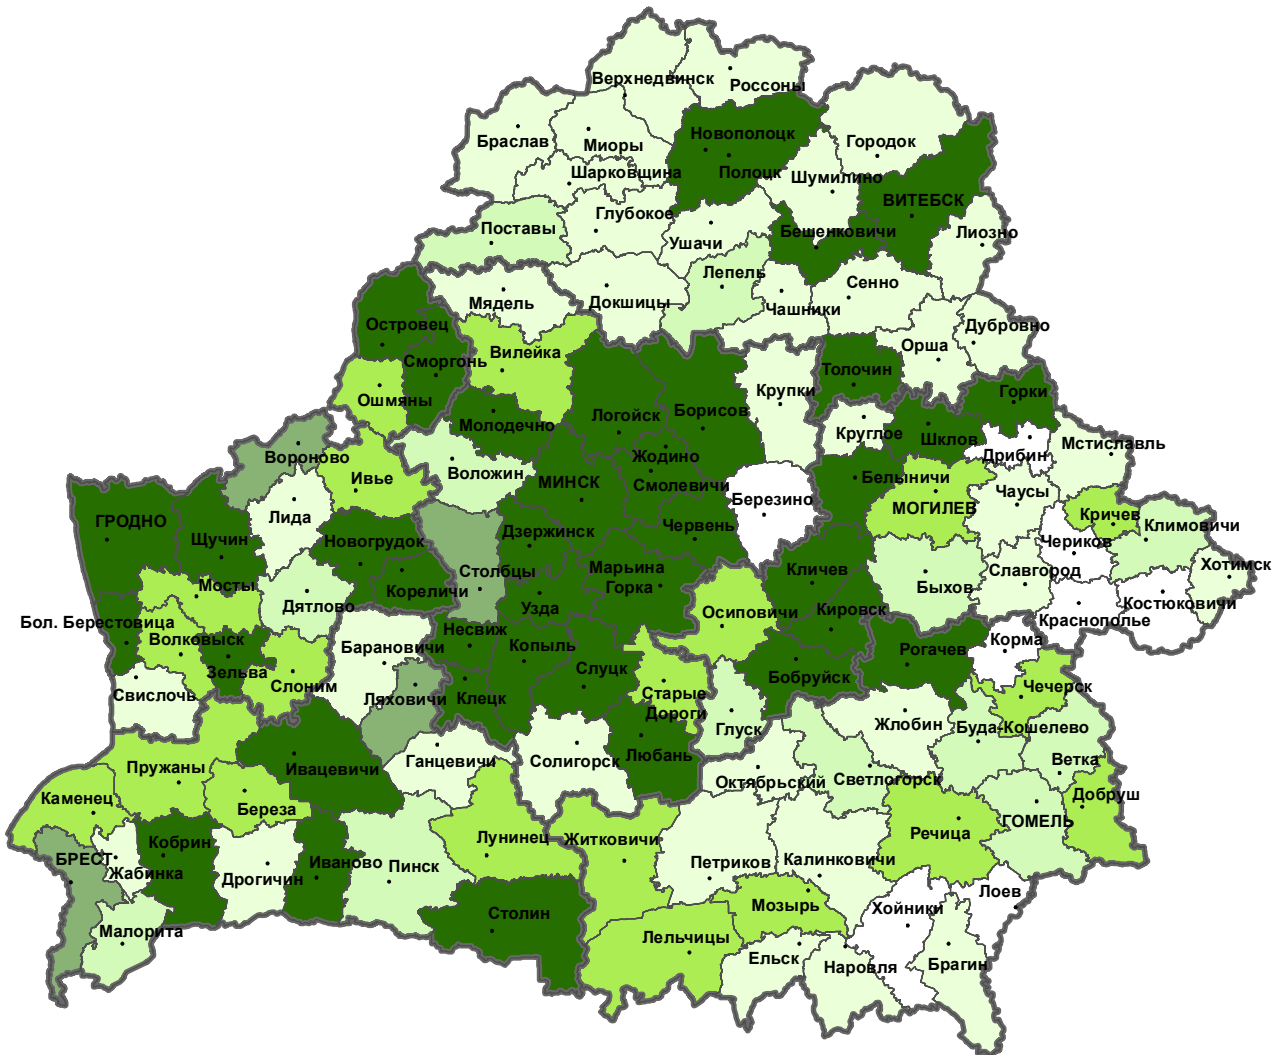 Верхнедвинск
Россоны
Браслав
Миоры
Новополоцк
Городок
Шарковщина
Полоцк
Шумилино
ВИТЕБСК
Поставы
Глубокое
Ушачи
Бешенковичи
Лиозно
Лепель
Сенно
Мядель
Докшицы
Чашники
Островец
Дубровно
Сморгонь
Вилейка
Орша
Ошмяны
Крупки
Толочин
Горки
Логойск
Борисов
Молодечно
Круглое
Шклов
Мстиславль
Вороново
Воложин
Жодино
Дрибин
Ивье
МИНСК
Смолевичи
Березино
Белыничи
Чаусы
МОГИЛЕВ
Кричев
ГРОДНО
Лида
Щучин
Новогрудок
Дзержинск
Червень
Климовичи
Чериков
Столбцы
Марьина
Горка
Кличев
Славгород
Хотимск
Мосты
Дятлово
Кореличи
Узда
Осиповичи
Кировск
Быхов
Костюковичи
Бол. Берестовица
Волковыск
Барановичи
Несвиж
Копыль
Краснополье
Корма
Зельва
Слуцк
Рогачев
Свислочь
Слоним
Ляховичи
Клецк
Старые
Дороги
Бобруйск
Чечерск
Глуск
Жлобин
Буда-Кошелево
Пружаны
Ивацевичи
Ганцевичи
Солигорск
Любань
Ветка
Октябрьский
Светлогорск
Каменец
Береза
Добруш
ГОМЕЛЬ
Кобрин
Лунинец
Житковичи
Речица
БРЕСТ
Жабинка
Дрогичин
Иваново
Пинск
Петриков
Калинковичи
Лоев
Малорита
Столин
Мозырь
Хойники
Лельчицы
Ельск
Наровля
Брагин